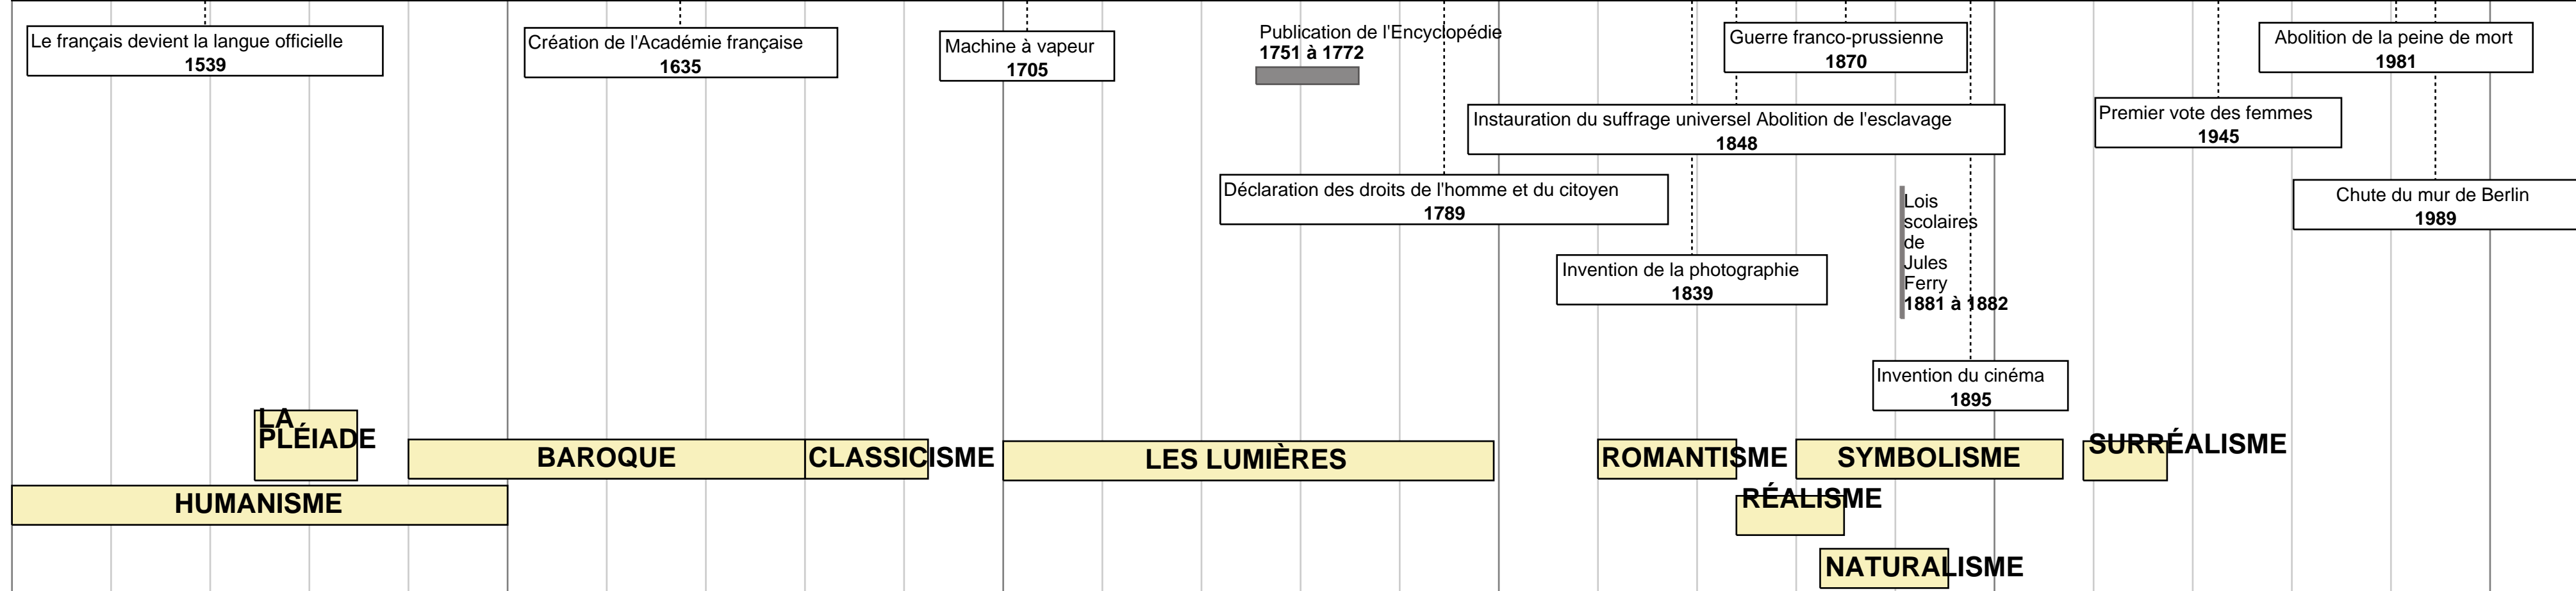 Le français devient la langue officielle
1539
Création de l'Académie française
1635
Machine à vapeur
1705
Publication de l'Encyclopédie
1751 à 1772
Guerre franco-prussienne
1870
Abolition de la peine de mort
1981
Instauration du suffrage universel Abolition de l'esclavage
1848
Premier vote des femmes
1945
Déclaration des droits de l'homme et du citoyen
1789
Chute du mur de Berlin
1989
Lois
scolaires
de
Jules
Ferry
1881 à 1882
Invention de la photographie
1839
Invention du cinéma
1895
LA
PLÉIADE
BAROQUE
CLASSICISME
LES LUMIÈRES
ROMANTISME
SYMBOLISME
SURRÉALISME
HUMANISME
RÉALISME
NATURALISME